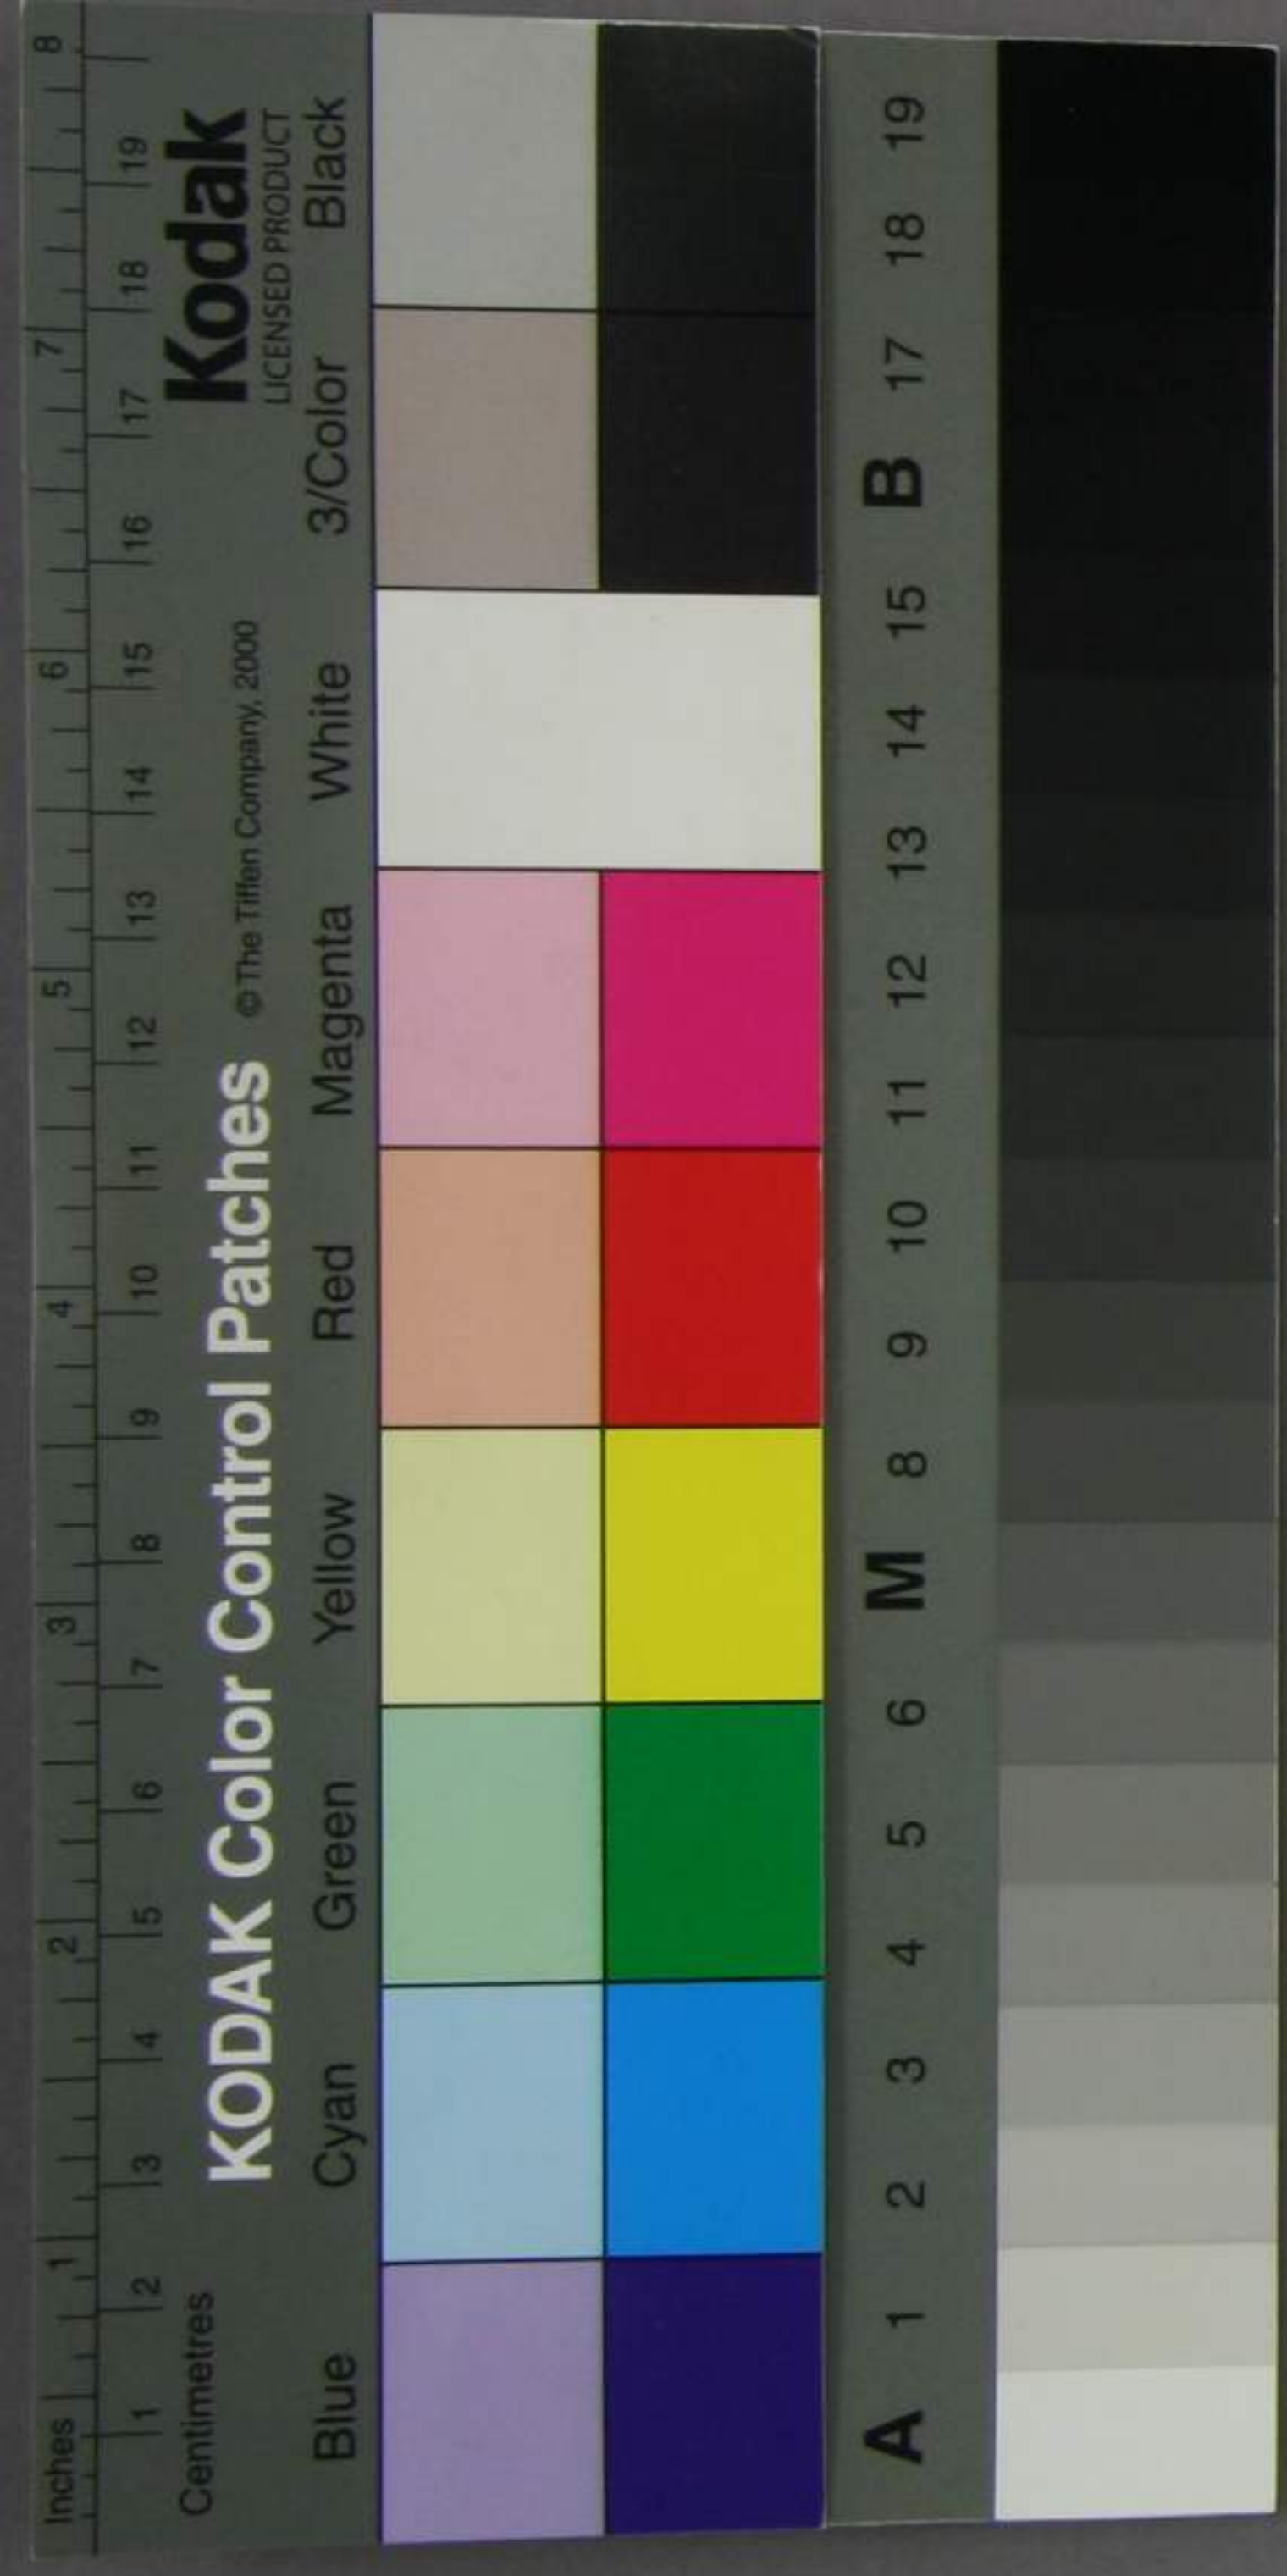 Inches 1 2 3 4 5 6 7 8
1 2 3 4 5 6 7 8 9 10 11 12 13 14 15 16 17 18 19
Centimetres
KODAK Color Control Patches © The Tiffen Company, 2000
Kodak
LICENSED PRODUCT
Blue Cyan Green Yellow Red Magenta White 3/Color Black
A 1 2 3 4 5 6 M 8 9 10 11 12 13 14 15 B 17 18 19